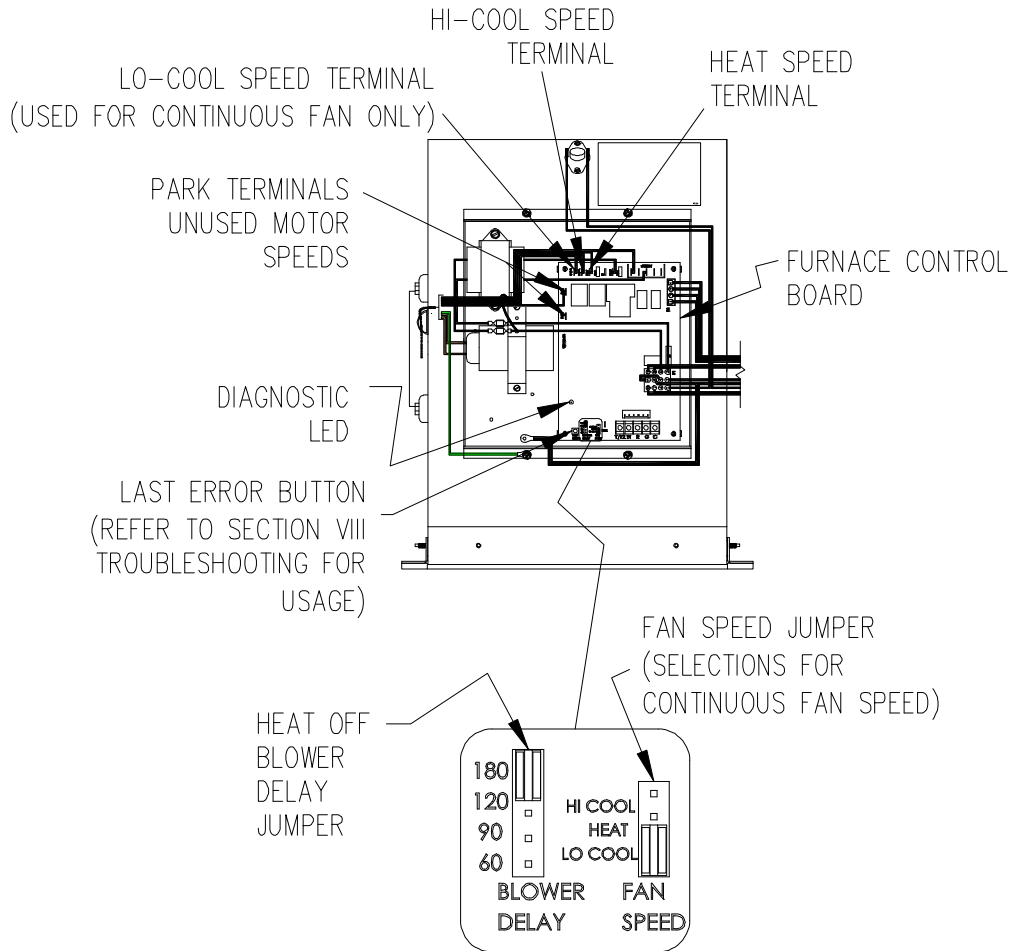 HI-COOL SPEED
TERMINAL
LO-COOL SPEED TERMINAL
(USED FOR CONTINUOUS FAN ONLY)
HEAT SPEED
TERMINAL
PARK TERMINALS
UNUSED MOTOR
SPEEDS
FURNACE CONTROL
BOARD
DIAGNOSTIC
LED
LAST ERROR BUTTON
(REFER TO SECTION VIII
TROUBLESHOOTING FOR
USAGE)
FAN SPEED JUMPER
(SELECTIONS FOR
CONTINUOUS FAN SPEED)
HEAT OFF
BLOWER
DELAY
JUMPER
180
120
90
60
BLOWER
DELAY
HI COOL
HEAT
LO COOL
FAN
SPEED